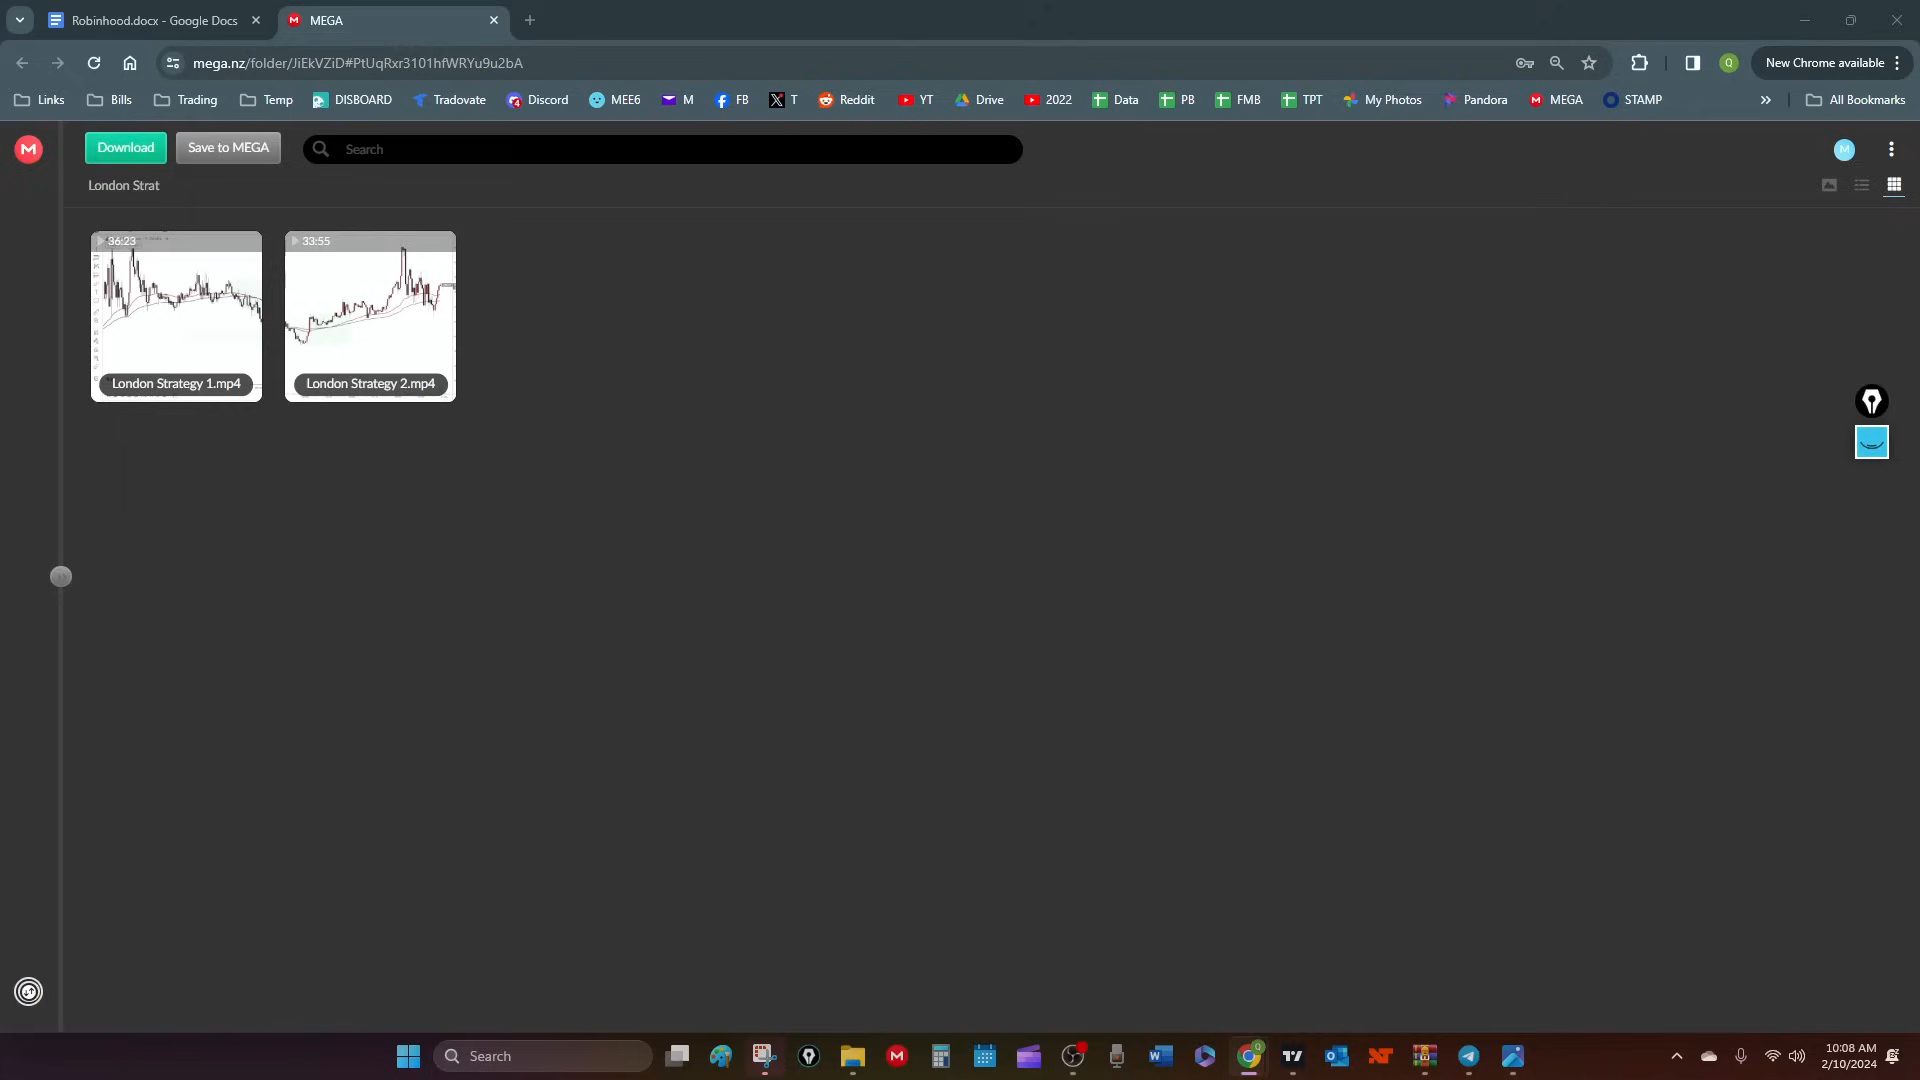 Robinhood.docx - Google Docs
MEGA
mega.nz/folder/JiEkVZiD#PtUqRxr3101hfWRYu9u2bA
Q
New Chrome available
Links
Bills
Trading
Temp
DISBOARD
Tradovate
Discord
MEE6
M
FB
T
Reddit
YT
Drive
2022
Data
PB
FMB
TPT
My Photos
Pandora
MEGA
STAMP
All Bookmarks
Download
Save to MEGA
Search
M
London Strat
36:23
33:55
London Strategy 1.mp4
London Strategy 2.mp4
Search
10:08 AM
2/10/2024